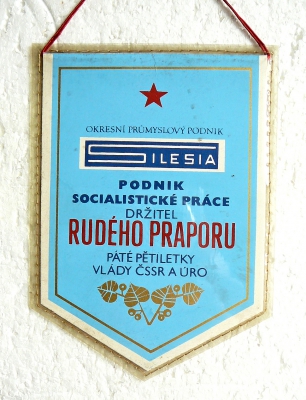 OKRESNÍ PRŮMYSLOVÝ PODNIK
SILESIA
PODNIK
SOCIALISTICKÉ PRÁCE
DRŽITEL
RUDÉHO PRAPORU
PÁTÉ PĚTILETKY
VLÁDY ČSSR A ÚRO